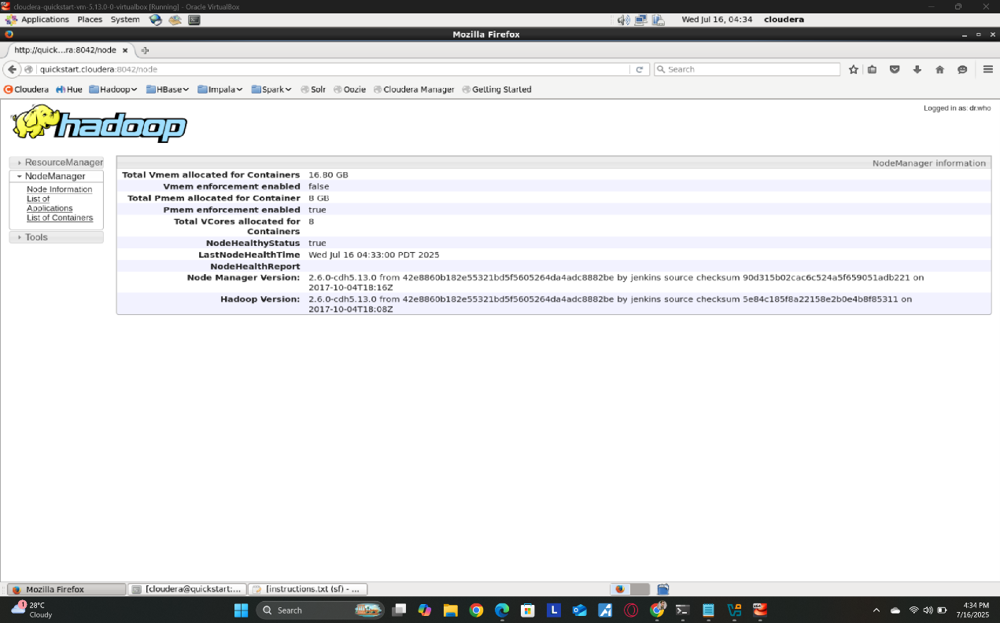 cloudera-quickstart-vm-5.13.0-0-virtualbox [Running] - Oracle VirtualBox
Applications Places System Wed Jul 16, 04:34 cloudera
Mozilla Firefox
http://quick...ra:8042/node
quickstart.cloudera:8042/node Search
Cloudera Hue Hadoop HBase Impala Spark Solr Oozie Cloudera Manager Getting Started
Logged in as: dr.who
hadoop
ResourceManager
NodeManager
Node Information
List of
Applications
List of Containers
Tools
NodeManager information
Total Vmem allocated for Containers 16.80 GB
Vmem enforcement enabled false
Total Pmem allocated for Container 8 GB
Pmem enforcement enabled true
Total VCores allocated for 8
Containers
NodeHealthyStatus true
LastNodeHealthTime Wed Jul 16 04:33:00 PDT 2025
NodeHealthReport
Node Manager Version: 2.6.0-cdh5.13.0 from 42e8860b182e55321bd5f5605264da4adc8882be by jenkins source checksum 90d315b02cac6c524a5f659051adb221 on
2017-10-04T18:16Z
Hadoop Version: 2.6.0-cdh5.13.0 from 42e8860b182e55321bd5f5605264da4adc8882be by jenkins source checksum 5e84c185f8a22158e2b0e4b8f85311 on
2017-10-04T18:08Z
Mozilla Firefox [cloudera@quickstart:... [instructions.txt (sf) - ...
1
28°C
Cloudy
Search
L
4:34 PM
7/16/2025